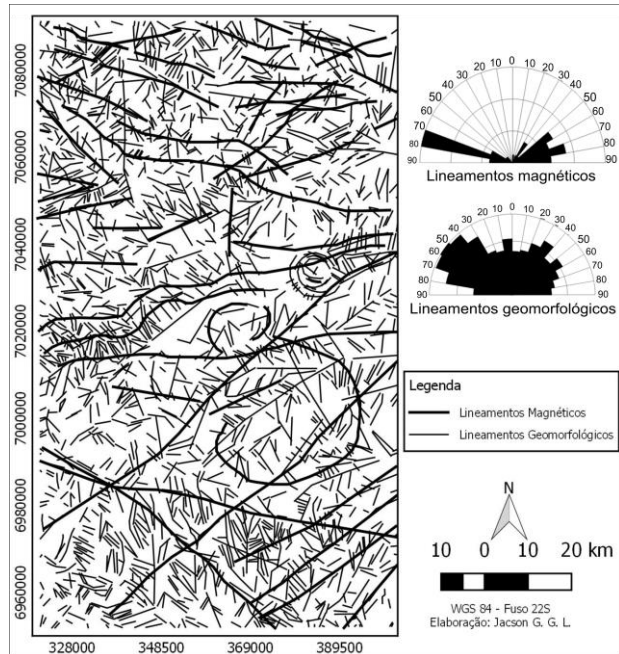 7080000
7060000
7040000
7020000
7000000
6980000
6960000
328000 348500 369000 389500
90 80 70 60 50 40 30 20 10 0 10 20 30 40 50 60 70 80 90
Lineamentos magnéticos
90 80 70 60 50 40 30 20 10 0 10 20 30 40 50 60 70 80 90
Lineamentos geomorfológicos
Legenda
Lineamentos Magnéticos
Lineamentos Geomorfológicos
N
10 0 10 20 km
WGS 84 - Fuso 22S
Elaboração: Jacson G. G. L.